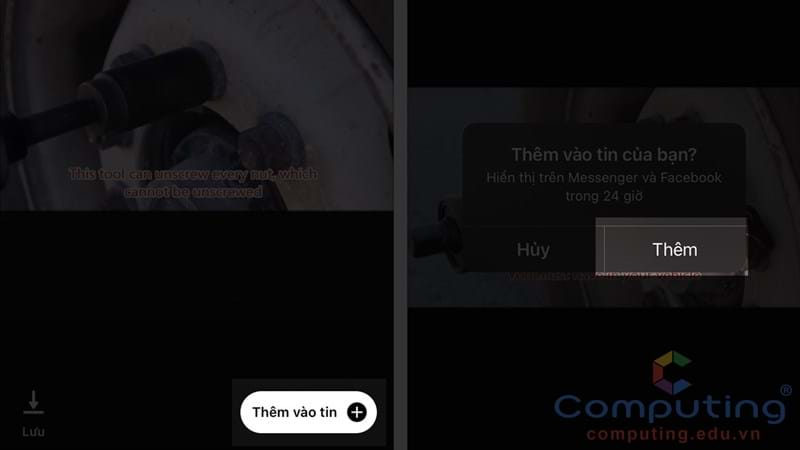 This tool can unscrew every nut, which
cannot be unscrewed
Lưu
Thêm vào tin
Thêm vào tin của bạn?
Hiển thị trên Messenger và Facebook
trong 24 giờ
Hủy
Thêm
Computing®
computing.edu.vn